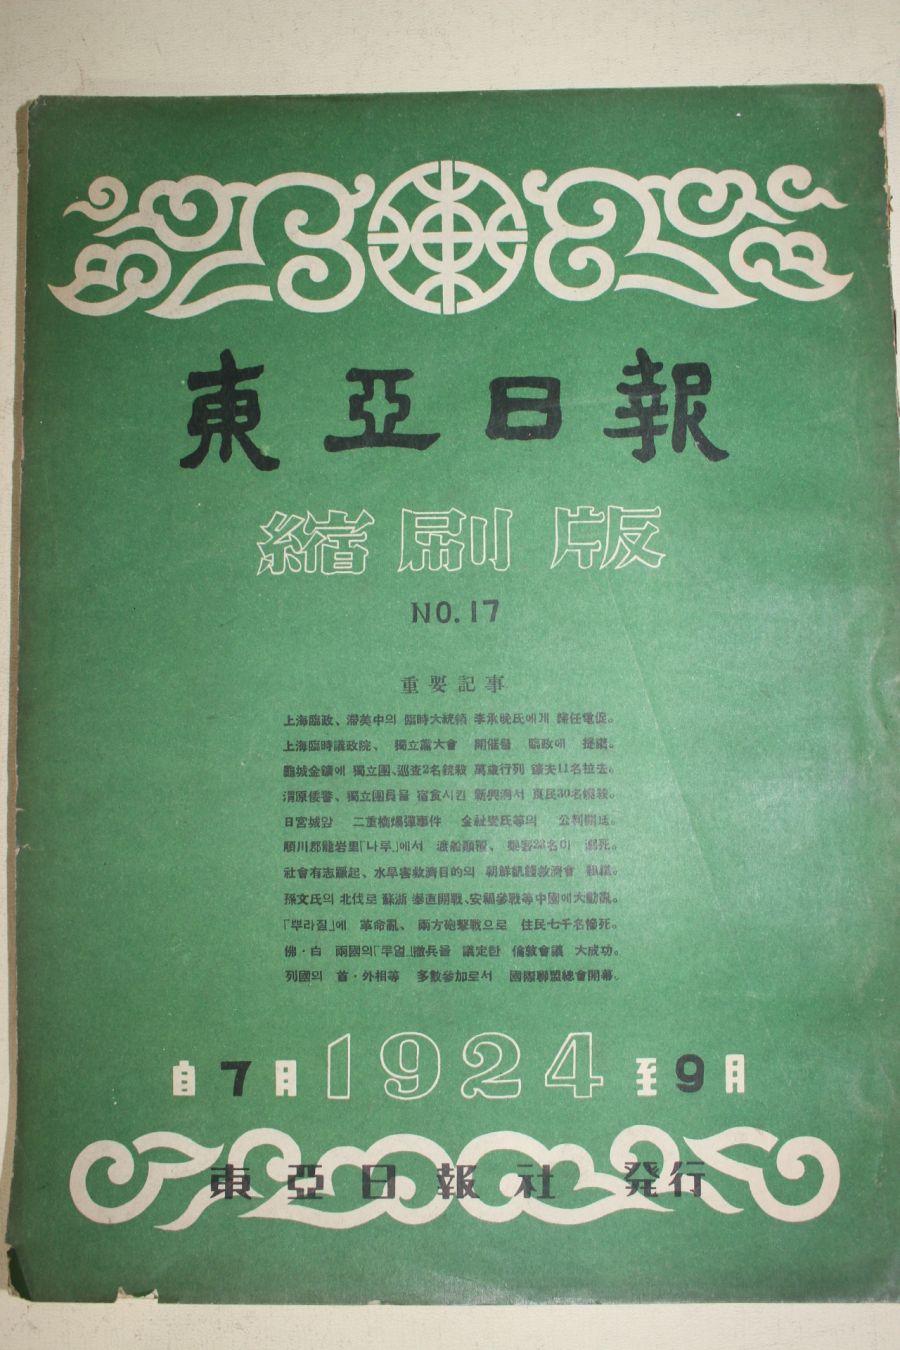 東亞日報
縮刷版
NO.17
重要記事
上海臨政、滯美中의 臨時大統領 李承晩氏에게 歸任電促。
上海臨時議政院、 獨立黨大會 開催를 臨政에 提議。
龜城金鑛에 獨立團、巡査2名銃殺 萬歲行列 鑛夫11名拉去。
渭原倭警、獨立團員을 宿食시킨 新興洞서 良民30名
日宮城앞 二重橋爆彈事件 金祉燮氏等의 公判開廷。
順川郡龍岩里「나루」에서 渡船顚覆、 乘客28名이 溺死。
社會有志蹶起、水旱害救濟目的의 朝鮮飢饉救濟會 組織。
孫文氏의 北伐로 蘇浙 奉直開戰、安福參戰等中國에大動亂。
「뿌라질」에 革命亂、 兩方砲擊戰으로 住民七千名慘死。
佛·白 兩國의「루얼」撤兵을 議定한 倫敦會議 大成功。
列國의 首·外相等 多數參加로서 國際聯盟總會開幕。
自7月 1924 至9月
東亞日報社 発行